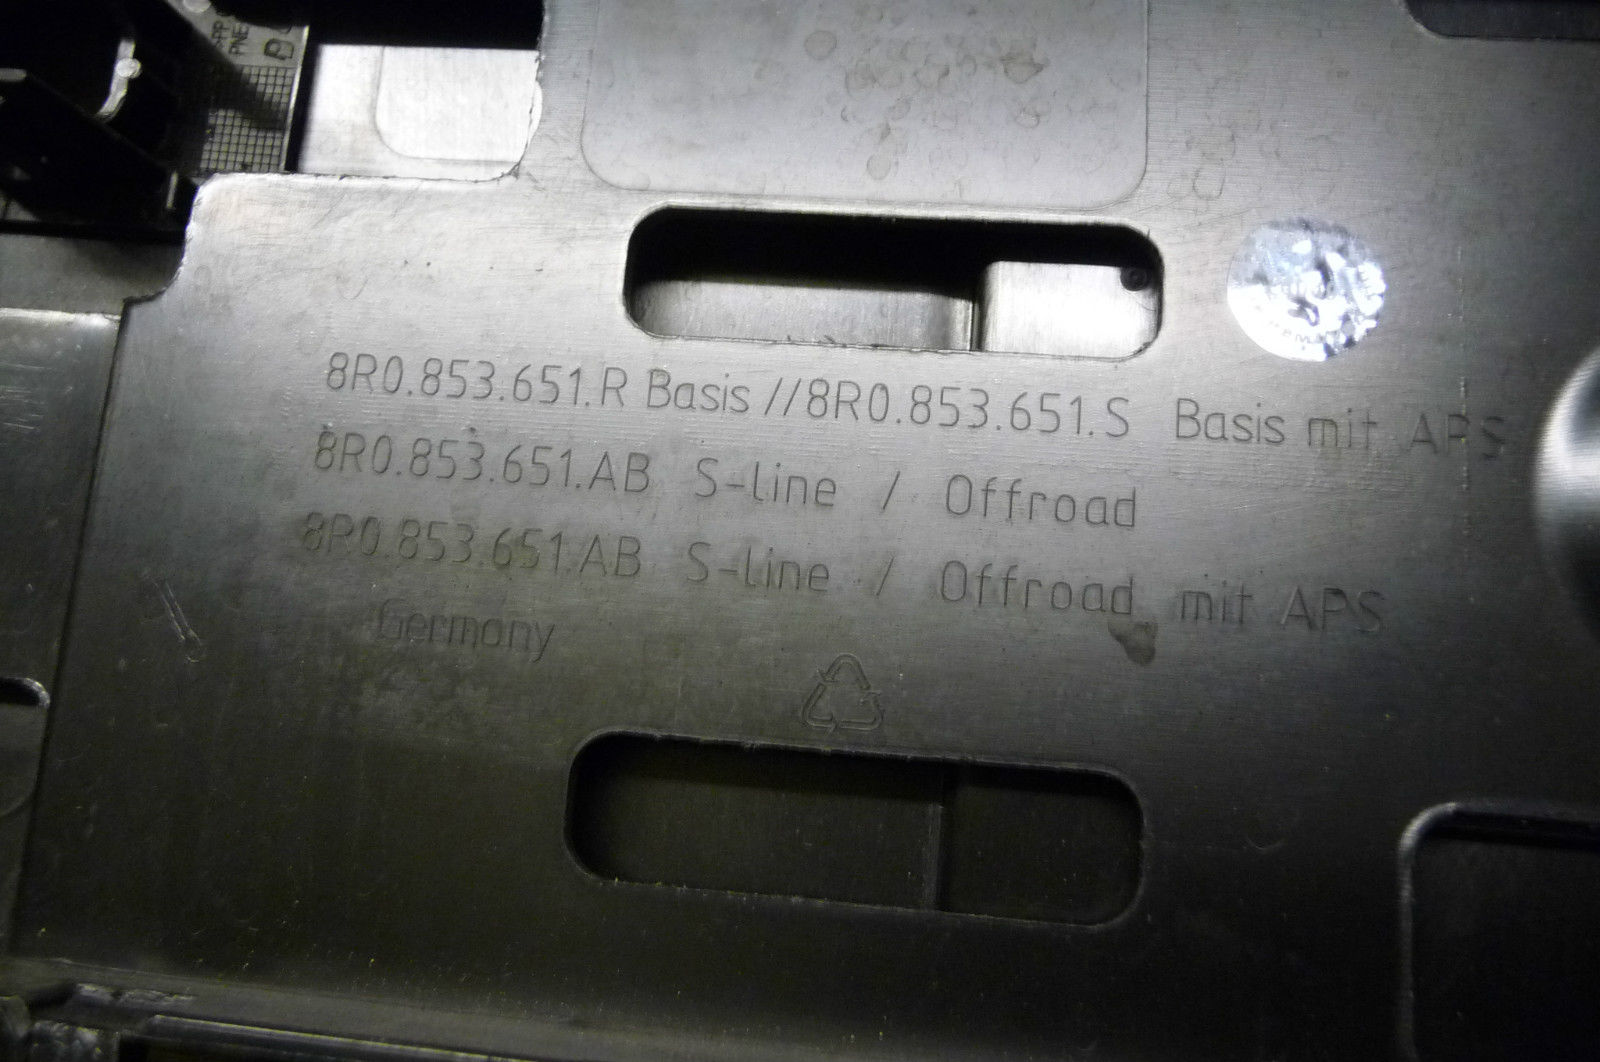 8R0.853.651.R Basis //8R0.853.651.S Basis mit APS
8R0.853.651.AB S-Line / Offroad
8R0.853.651.AB S-Line / Offroad mit APS
Germany